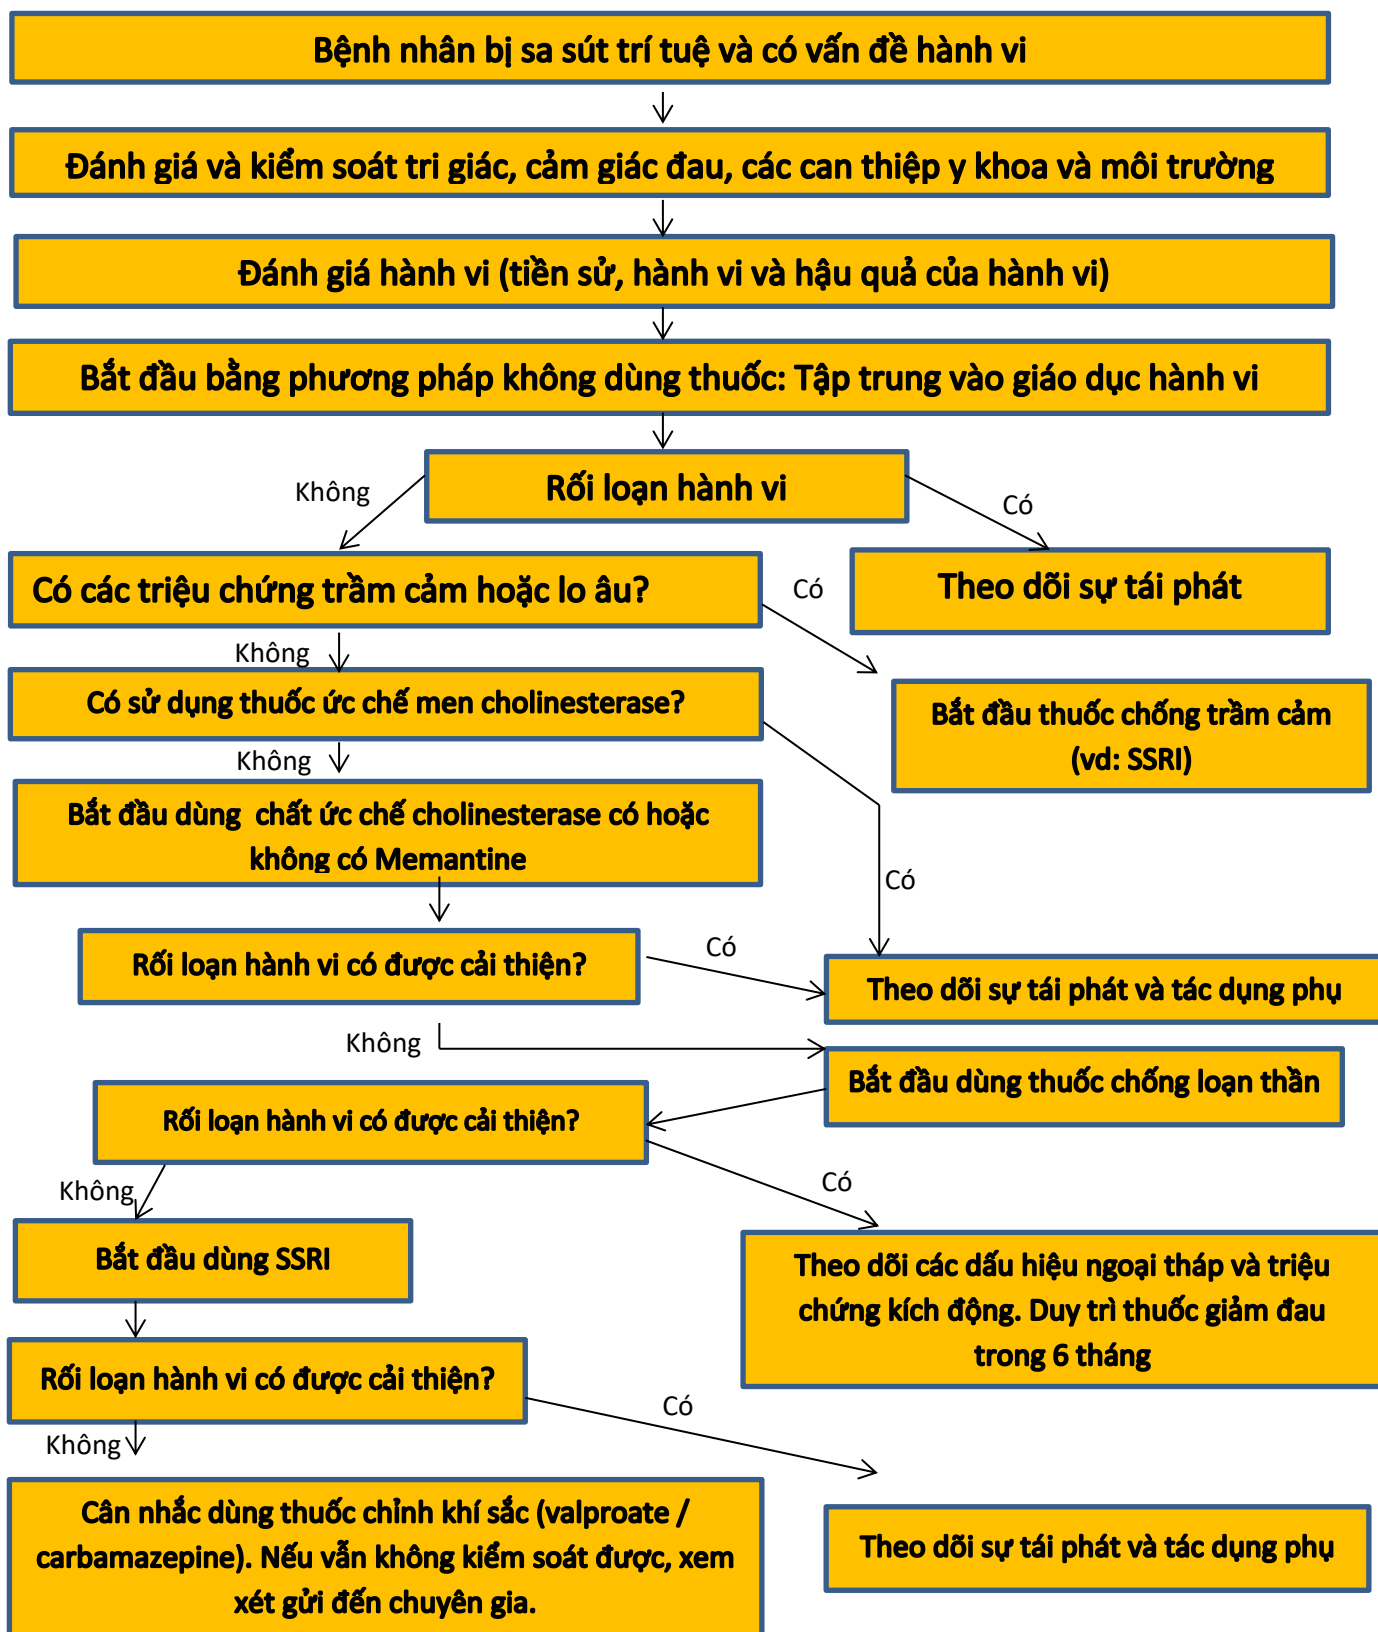 Bệnh nhân bị sa sút trí tuệ và có vấn đề hành vi
Đánh giá và kiểm soát tri giác, cảm giác đau, các can thiệp y khoa và môi trường
Đánh giá hành vi (tiền sử, hành vi và hậu quả của hành vi)
Bắt đầu bằng phương pháp không dùng thuốc: Tập trung vào giáo dục hành vi
Rối loạn hành vi
Không
Có
Có các triệu chứng trầm cảm hoặc lo âu?
Có
Theo dõi sự tái phát
Không
Có sử dụng thuốc ức chế men cholinesterase?
Bắt đầu thuốc chống trầm cảm
(vd: SSRI)
Không
Bắt đầu dùng chất ức chế cholinesterase có hoặc
không có Memantine
Có
Rối loạn hành vi có được cải thiện?
Có
Theo dõi sự tái phát và tác dụng phụ
Không
Bắt đầu dùng thuốc chống loạn thần
Rối loạn hành vi có được cải thiện?
Không
Có
Bắt đầu dùng SSRI
Theo dõi các dấu hiệu ngoại tháp và triệu
chứng kích động. Duy trì thuốc giảm đau
trong 6 tháng
Rối loạn hành vi có được cải thiện?
Có
Không
Cân nhắc dùng thuốc chỉnh khí sắc (valproate /
carbamazepine). Nếu vẫn không kiểm soát được, xem
xét gửi đến chuyên gia.
Theo dõi sự tái phát và tác dụng phụ